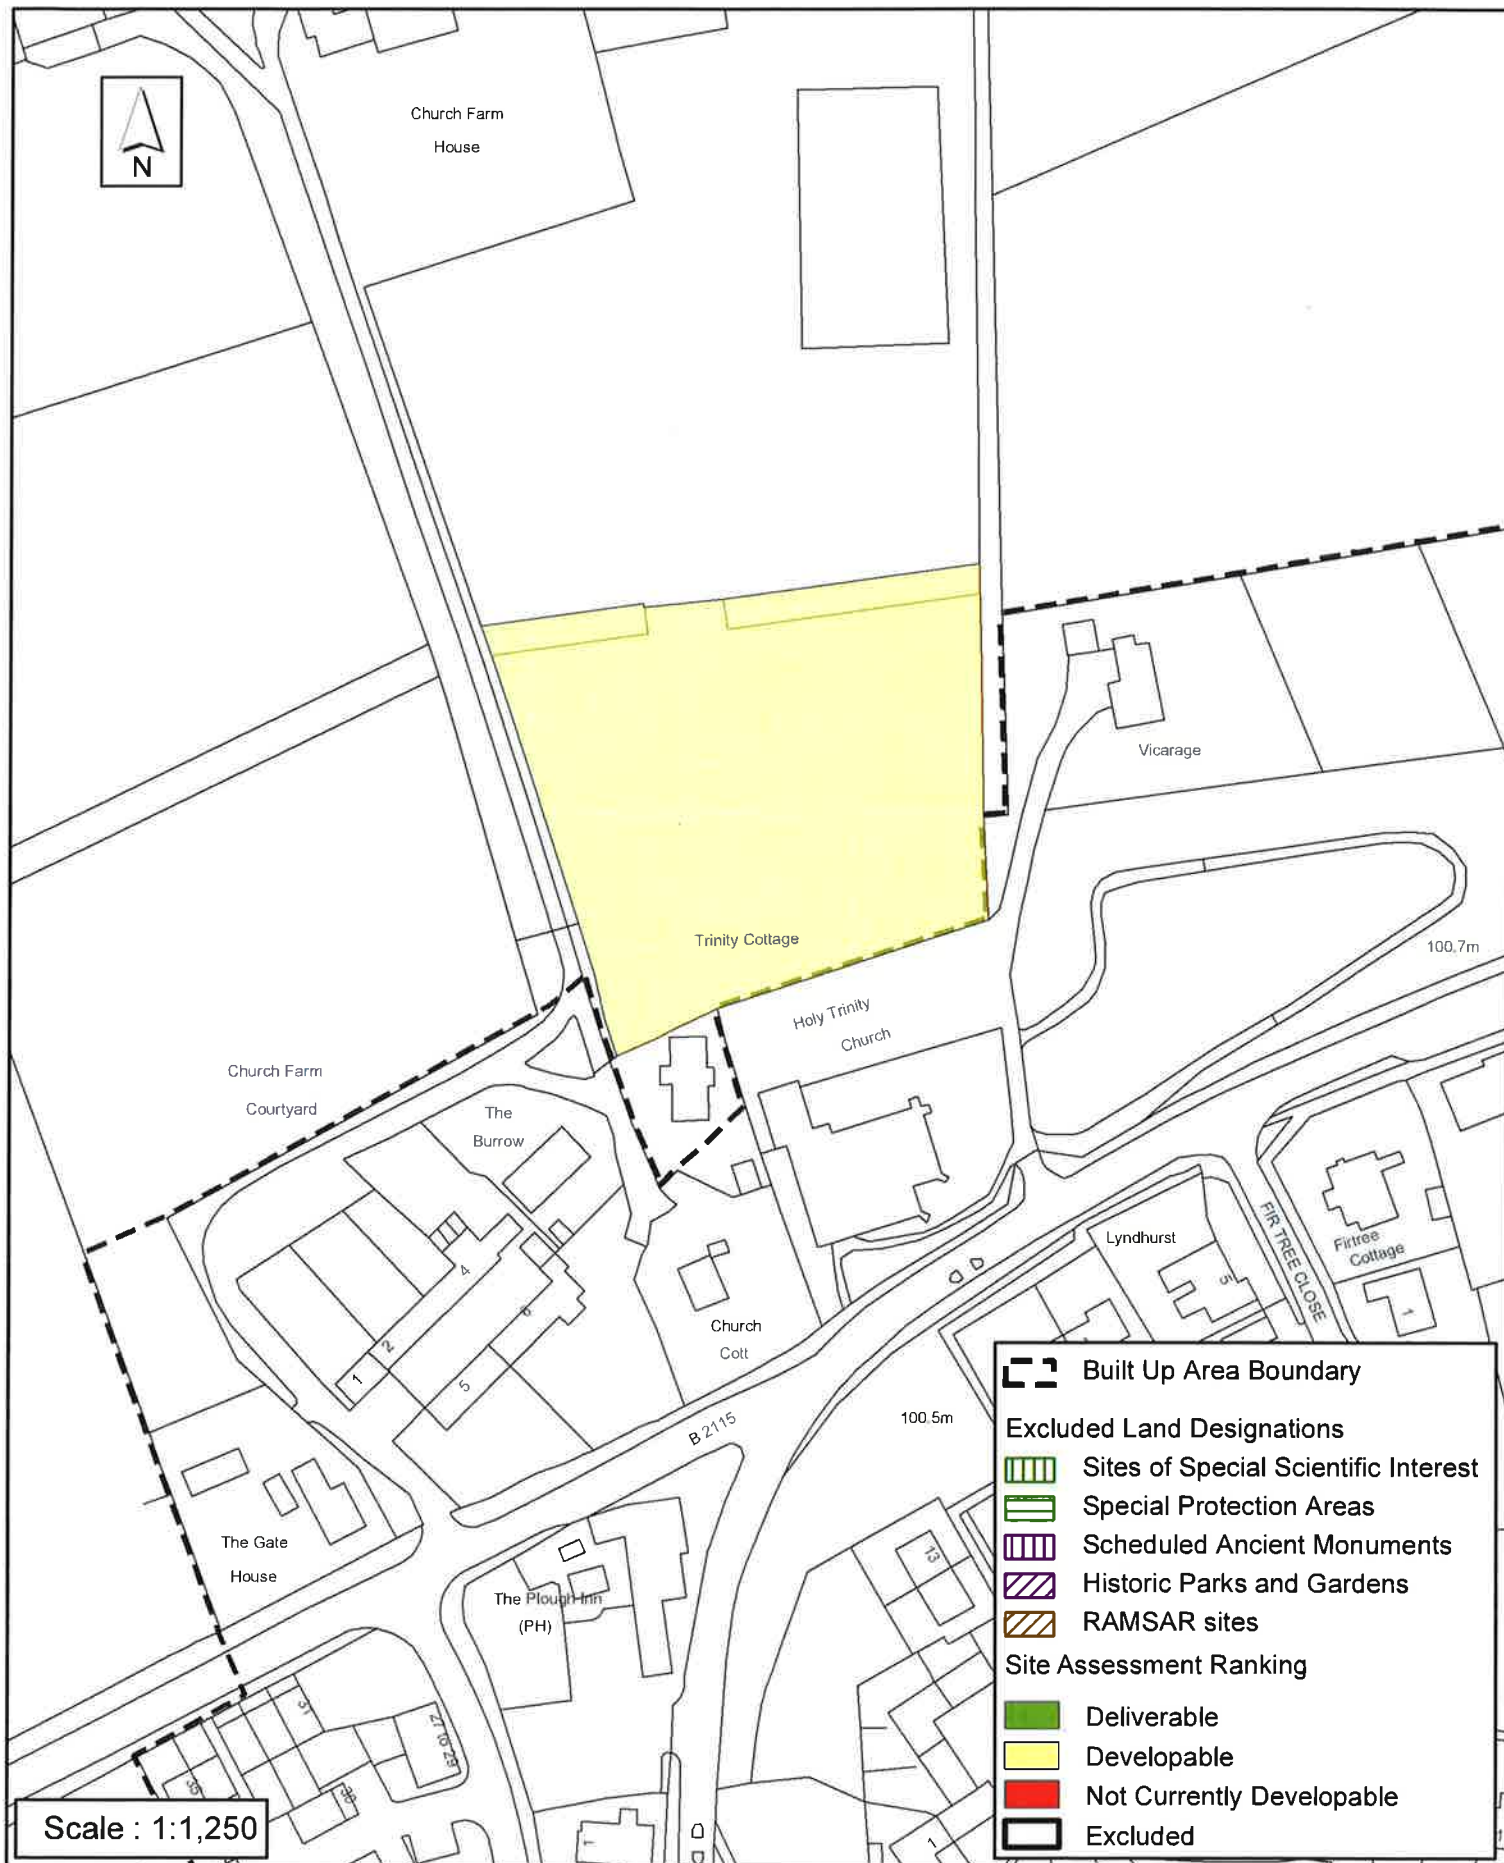 Church Farm
House
N
Vicarage
Trinity Cottage
100.7m
Holy Trinity
Church
Church Farm
Courtyard
The
Burrow
FIR TREE CLOSE
Firtree
Cottage
Lyndhurst
5
1
4
6
2
1
5
Church
Cott
B 2115
100.5m
The Gate
House
The Plough Inn
(PH)
13
31
27 to 29
35
30
1
1
Built Up Area Boundary
Excluded Land Designations
Sites of Special Scientific Interest
Special Protection Areas
Scheduled Ancient Monuments
Historic Parks and Gardens
RAMSAR sites
Site Assessment Ranking
Deliverable
Developable
Not Currently Developable
Excluded
Scale : 1:1,250